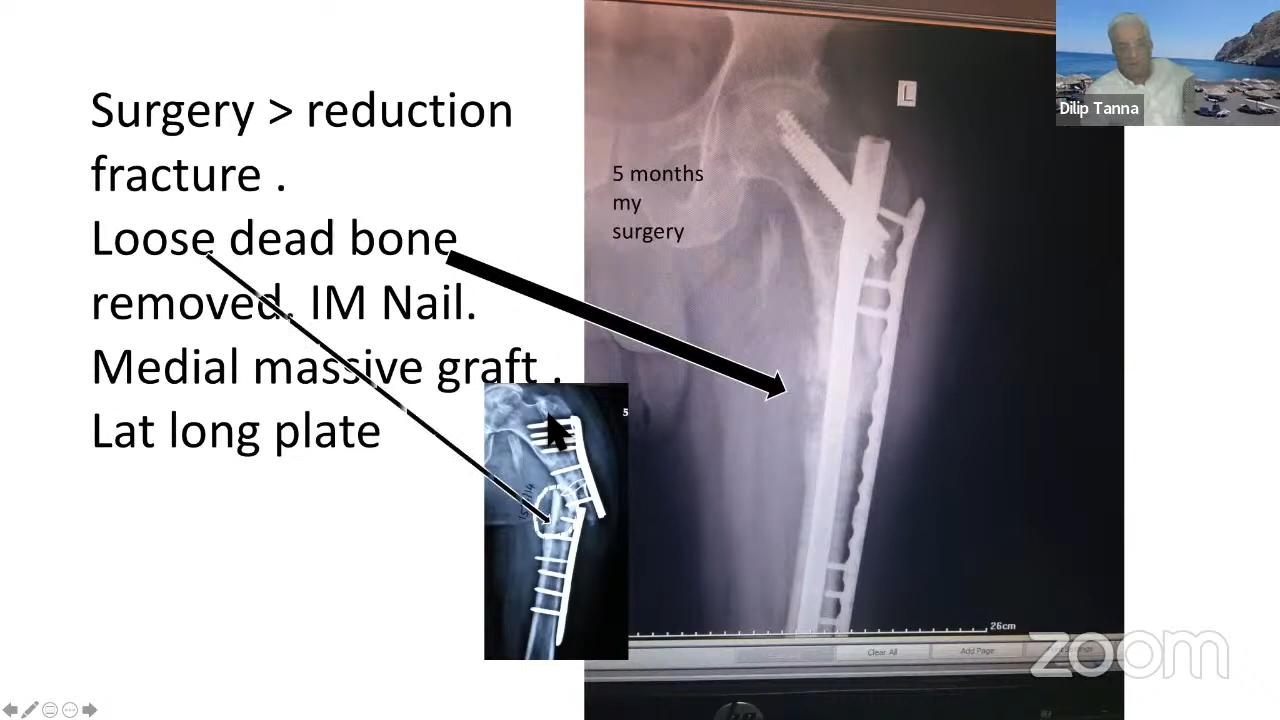 Surgery > reduction
fracture .
Loose dead bone
removed. IM Nail.
Medial massive graft .
Lat long plate
5 months
my
surgery
L
5
26cm
Clear All
Add Page
Dilip Tanna
zoom